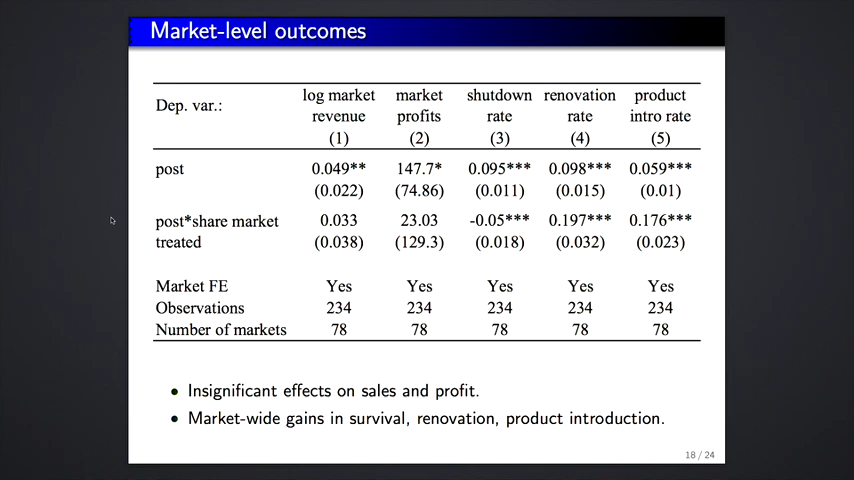 Market-level outcomes
Dep. var.: log market revenue (1) market profits (2) shutdown rate (3) renovation rate (4) product intro rate (5)
post 0.049** 147.7* 0.095*** 0.098*** 0.059***
(0.022) (74.86) (0.011) (0.015) (0.01)
post*share market 0.033 23.03 -0.05*** 0.197*** 0.176***
treated (0.038) (129.3) (0.018) (0.032) (0.023)
Market FE Yes Yes Yes Yes Yes
Observations 234 234 234 234 234
Number of markets 78 78 78 78 78
• Insignificant effects on sales and profit.
• Market-wide gains in survival, renovation, product introduction.
18 / 24